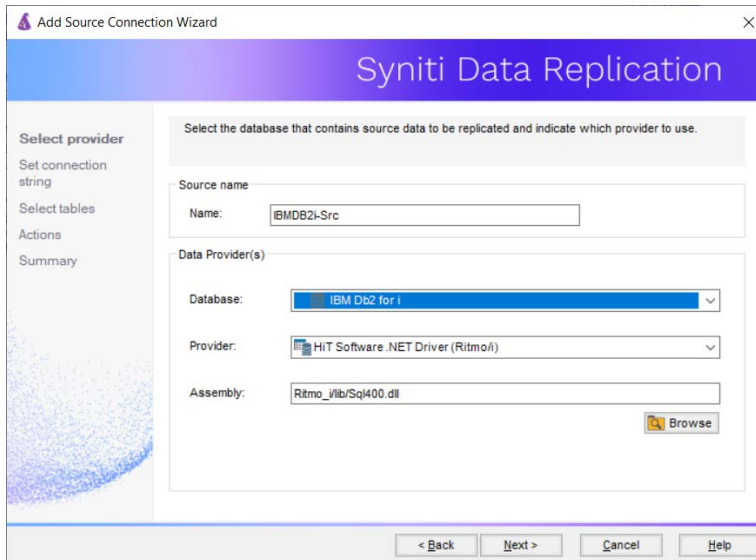 Add Source Connection Wizard
Syniti Data Replication
Select provider
Set connection
string
Select tables
Actions
Summary
Select the database that contains source data to be replicated and indicate which provider to use.
Source name
Name:
IBMDB2i-Src
Data Provider(s)
Database:
IBM Db2 for i
Provider:
HiT Software .NET Driver (Ritmo/i)
Assembly:
Ritmo_i/lib/Sql400.dll
Browse
< Back
Next >
Cancel
Help